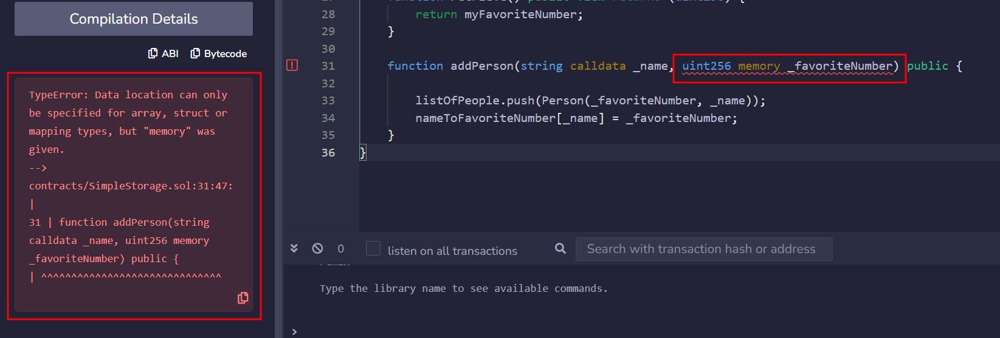 Compilation Details
ABI
Bytecode
TypeError: Data location can only
be specified for array, struct or
mapping types, but "memory" was
given.
-->
contracts/SimpleStorage.sol:31:47:
|
31 | function addPerson(string
calldata _name, uint256 memory
_favoriteNumber) public {
| ^^^^^^^^^^^^^^^^^^^^^^^^^^^^^^
28 return myFavoriteNumber;
29 }
30
31 function addPerson(string calldata _name, uint256 memory _favoriteNumber) public {
32
33 listOfPeople.push(Person(_favoriteNumber, _name));
34 nameToFavoriteNumber[_name] = _favoriteNumber;
35 }
36 }
0 listen on all transactions Search with transaction hash or address
Type the library name to see available commands.
>